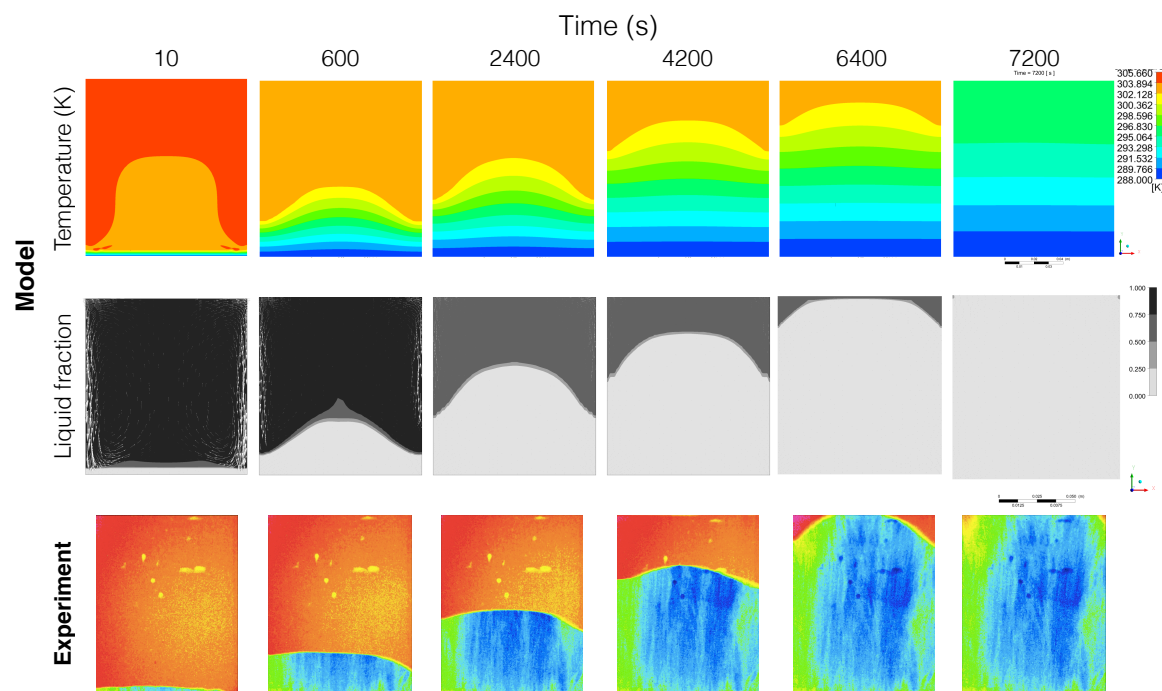 Time (s)
10 600 2400 4200 6400 7200
Time = 7200 [ s ]
Model
Temperature (K)
305.660
303.894
302.128
300.362
298.596
296.830
295.064
293.298
291.532
289.766
288.000
[K]
Liquid fraction
1.000
0.750
0.500
0.250
0.000
0 0.025 0.050 (m)
0.0125 0.0375
Experiment